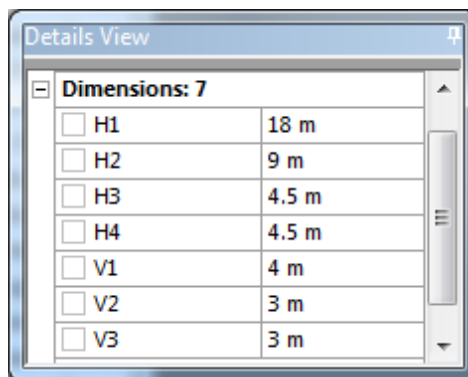 Details View
Dimensions: 7
H1 18 m
H2 9 m
H3 4.5 m
H4 4.5 m
V1 4 m
V2 3 m
V3 3 m